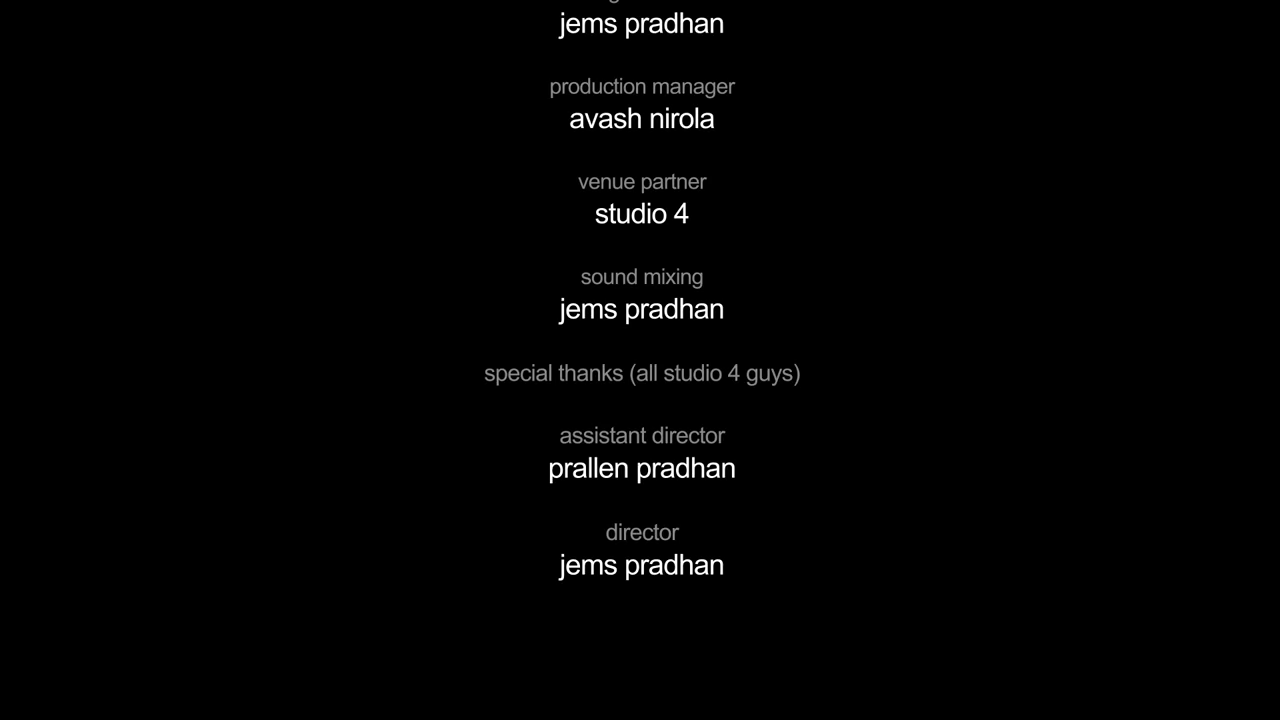 jems pradhan
production manager
avash nirola
venue partner
studio 4
sound mixing
jems pradhan
special thanks (all studio 4 guys)
assistant director
prallen pradhan
director
jems pradhan